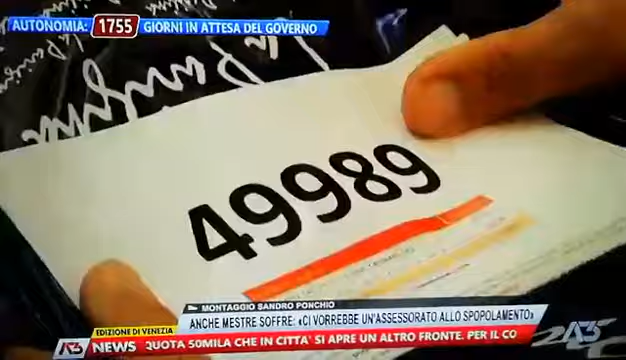 AUTONOMIA: 1755 GIORNI IN ATTESA DEL GOVERNO
49989
MONTAGGIO SANDRO PONCHIO
EDIZIONE DI VENEZIA
ANCHE MESTRE SOFFRE: «CI VORREBBE UN'ASSESSORATO ALLO SPOPOLAMENTO»
A3 NEWS QUOTA 50MILA CHE IN CITTA' SI APRE UN ALTRO FRONTE. PER IL CO